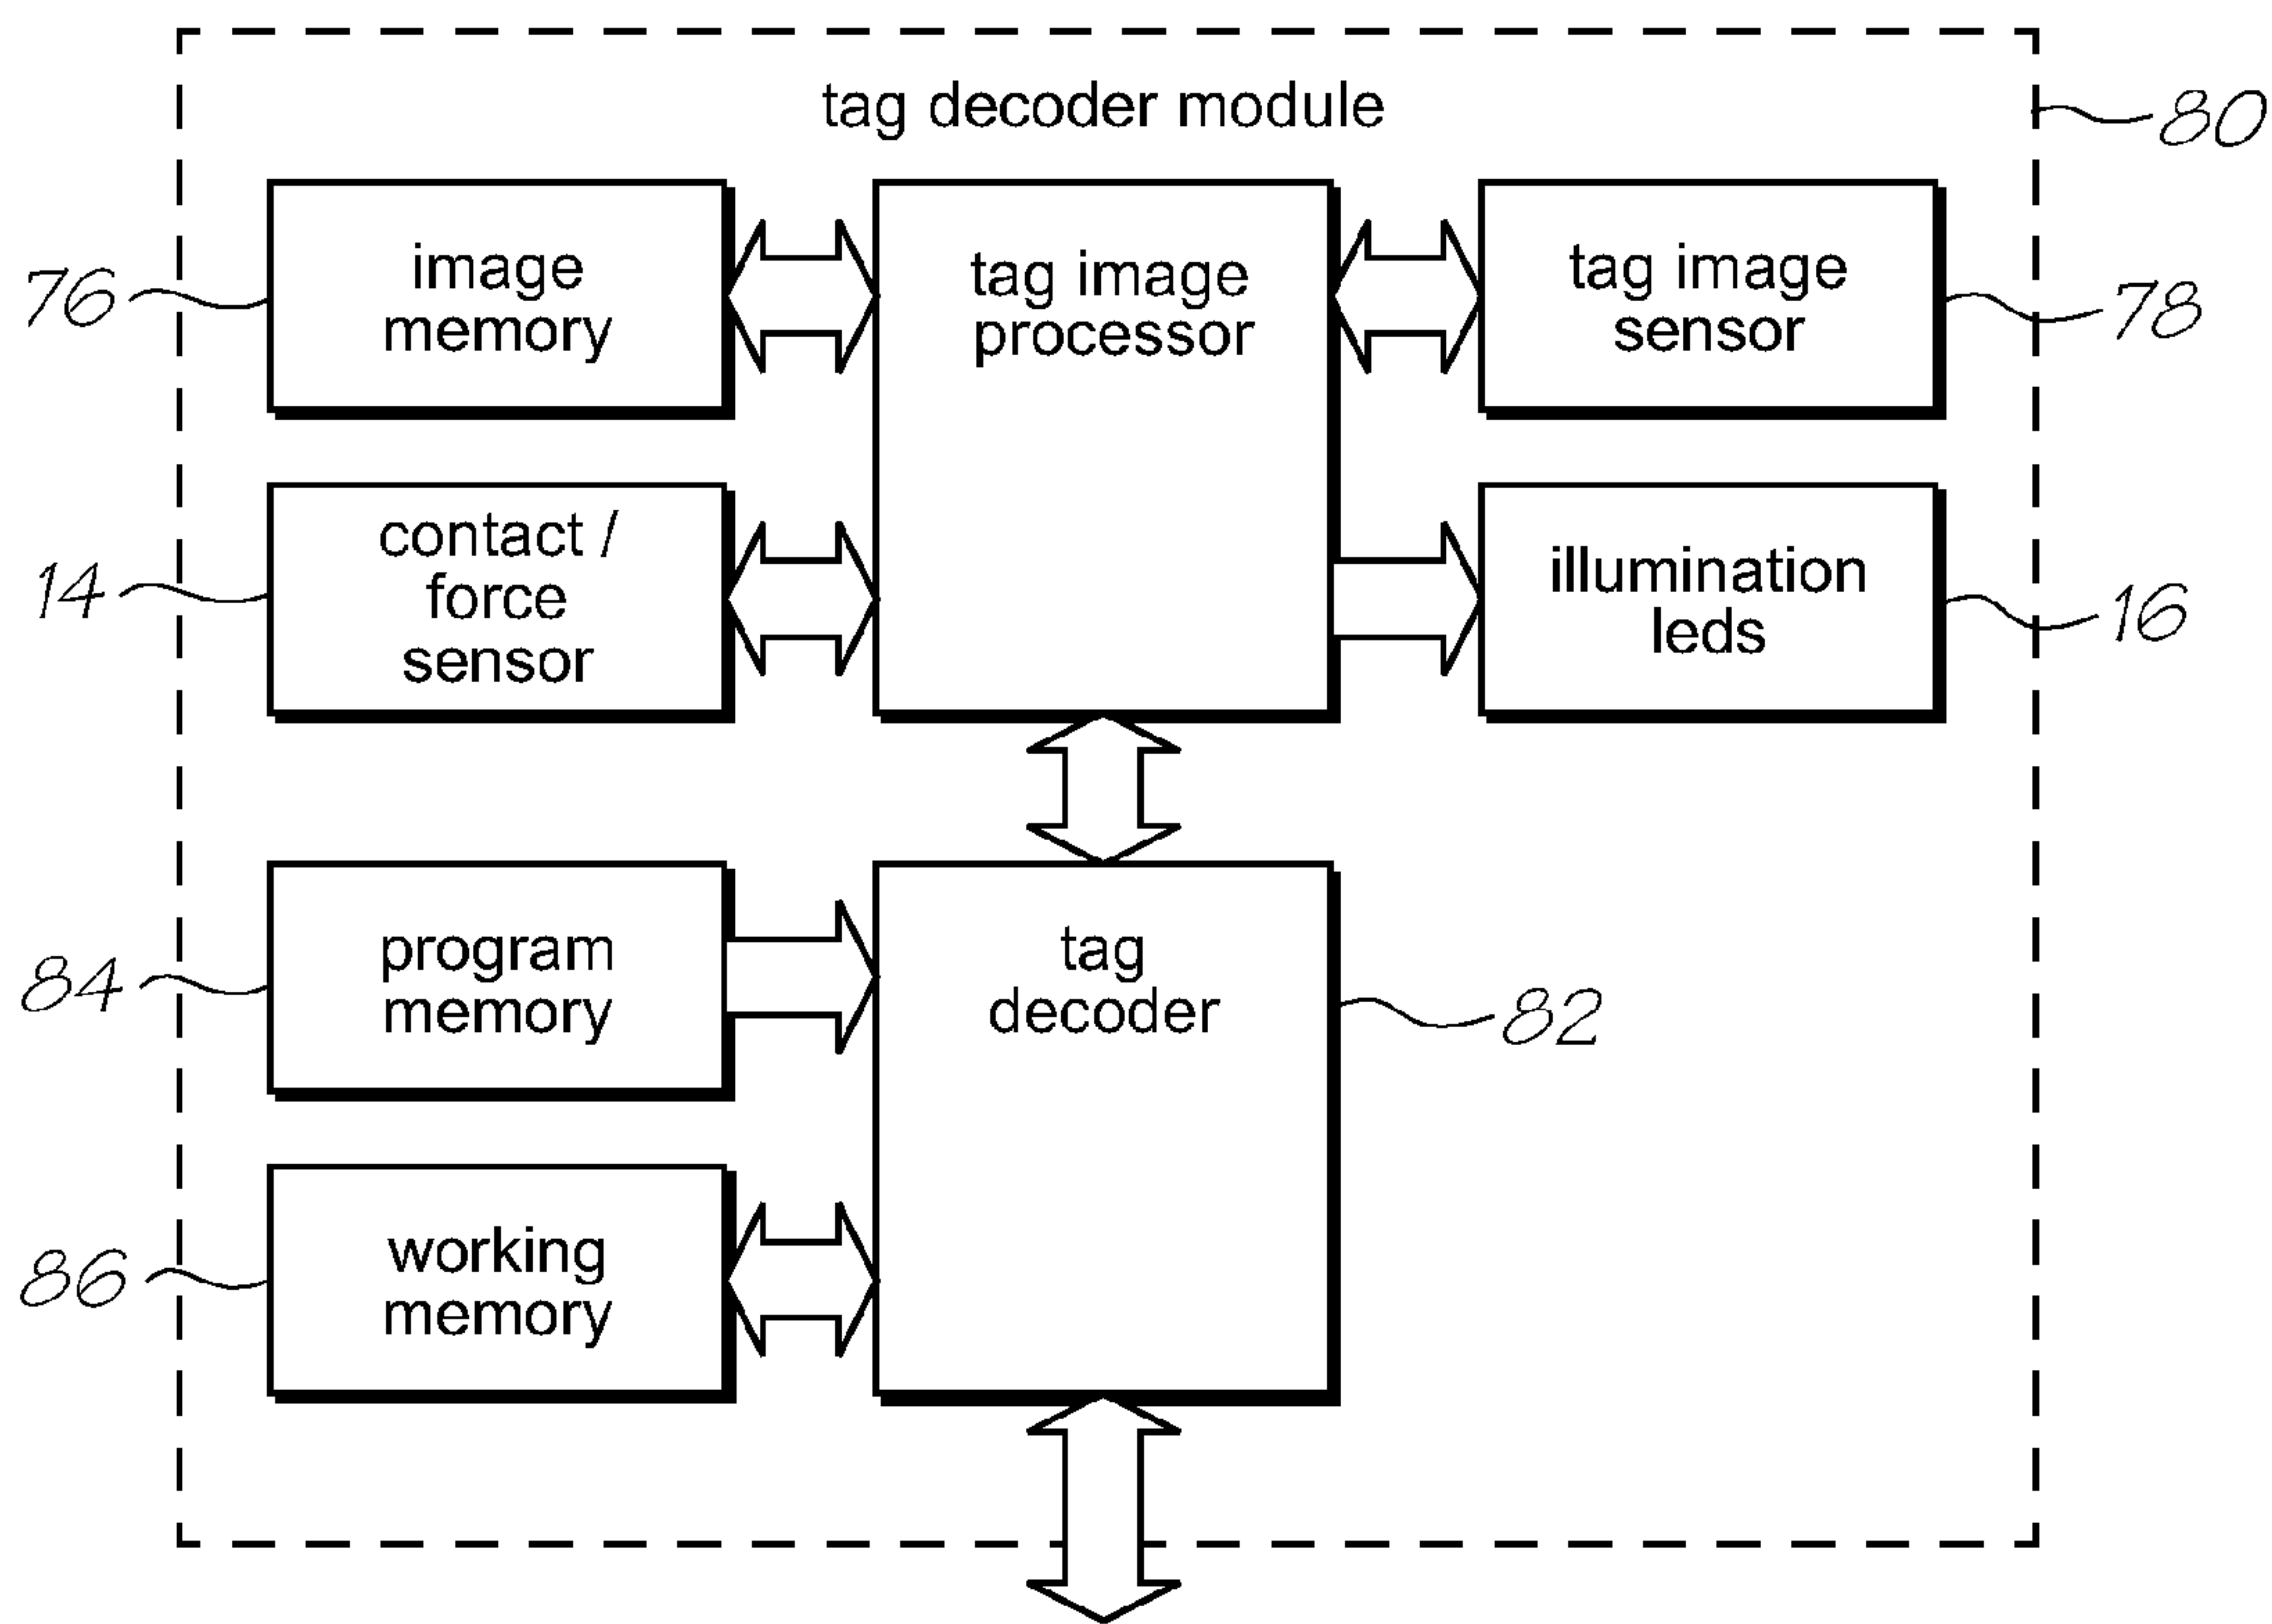 tag decoder module
80
76
image
memory
tag image
processor
tag image
sensor
78
14
contact /
force
sensor
illumination
leds
16
84
program
memory
tag
decoder
82
86
working
memory